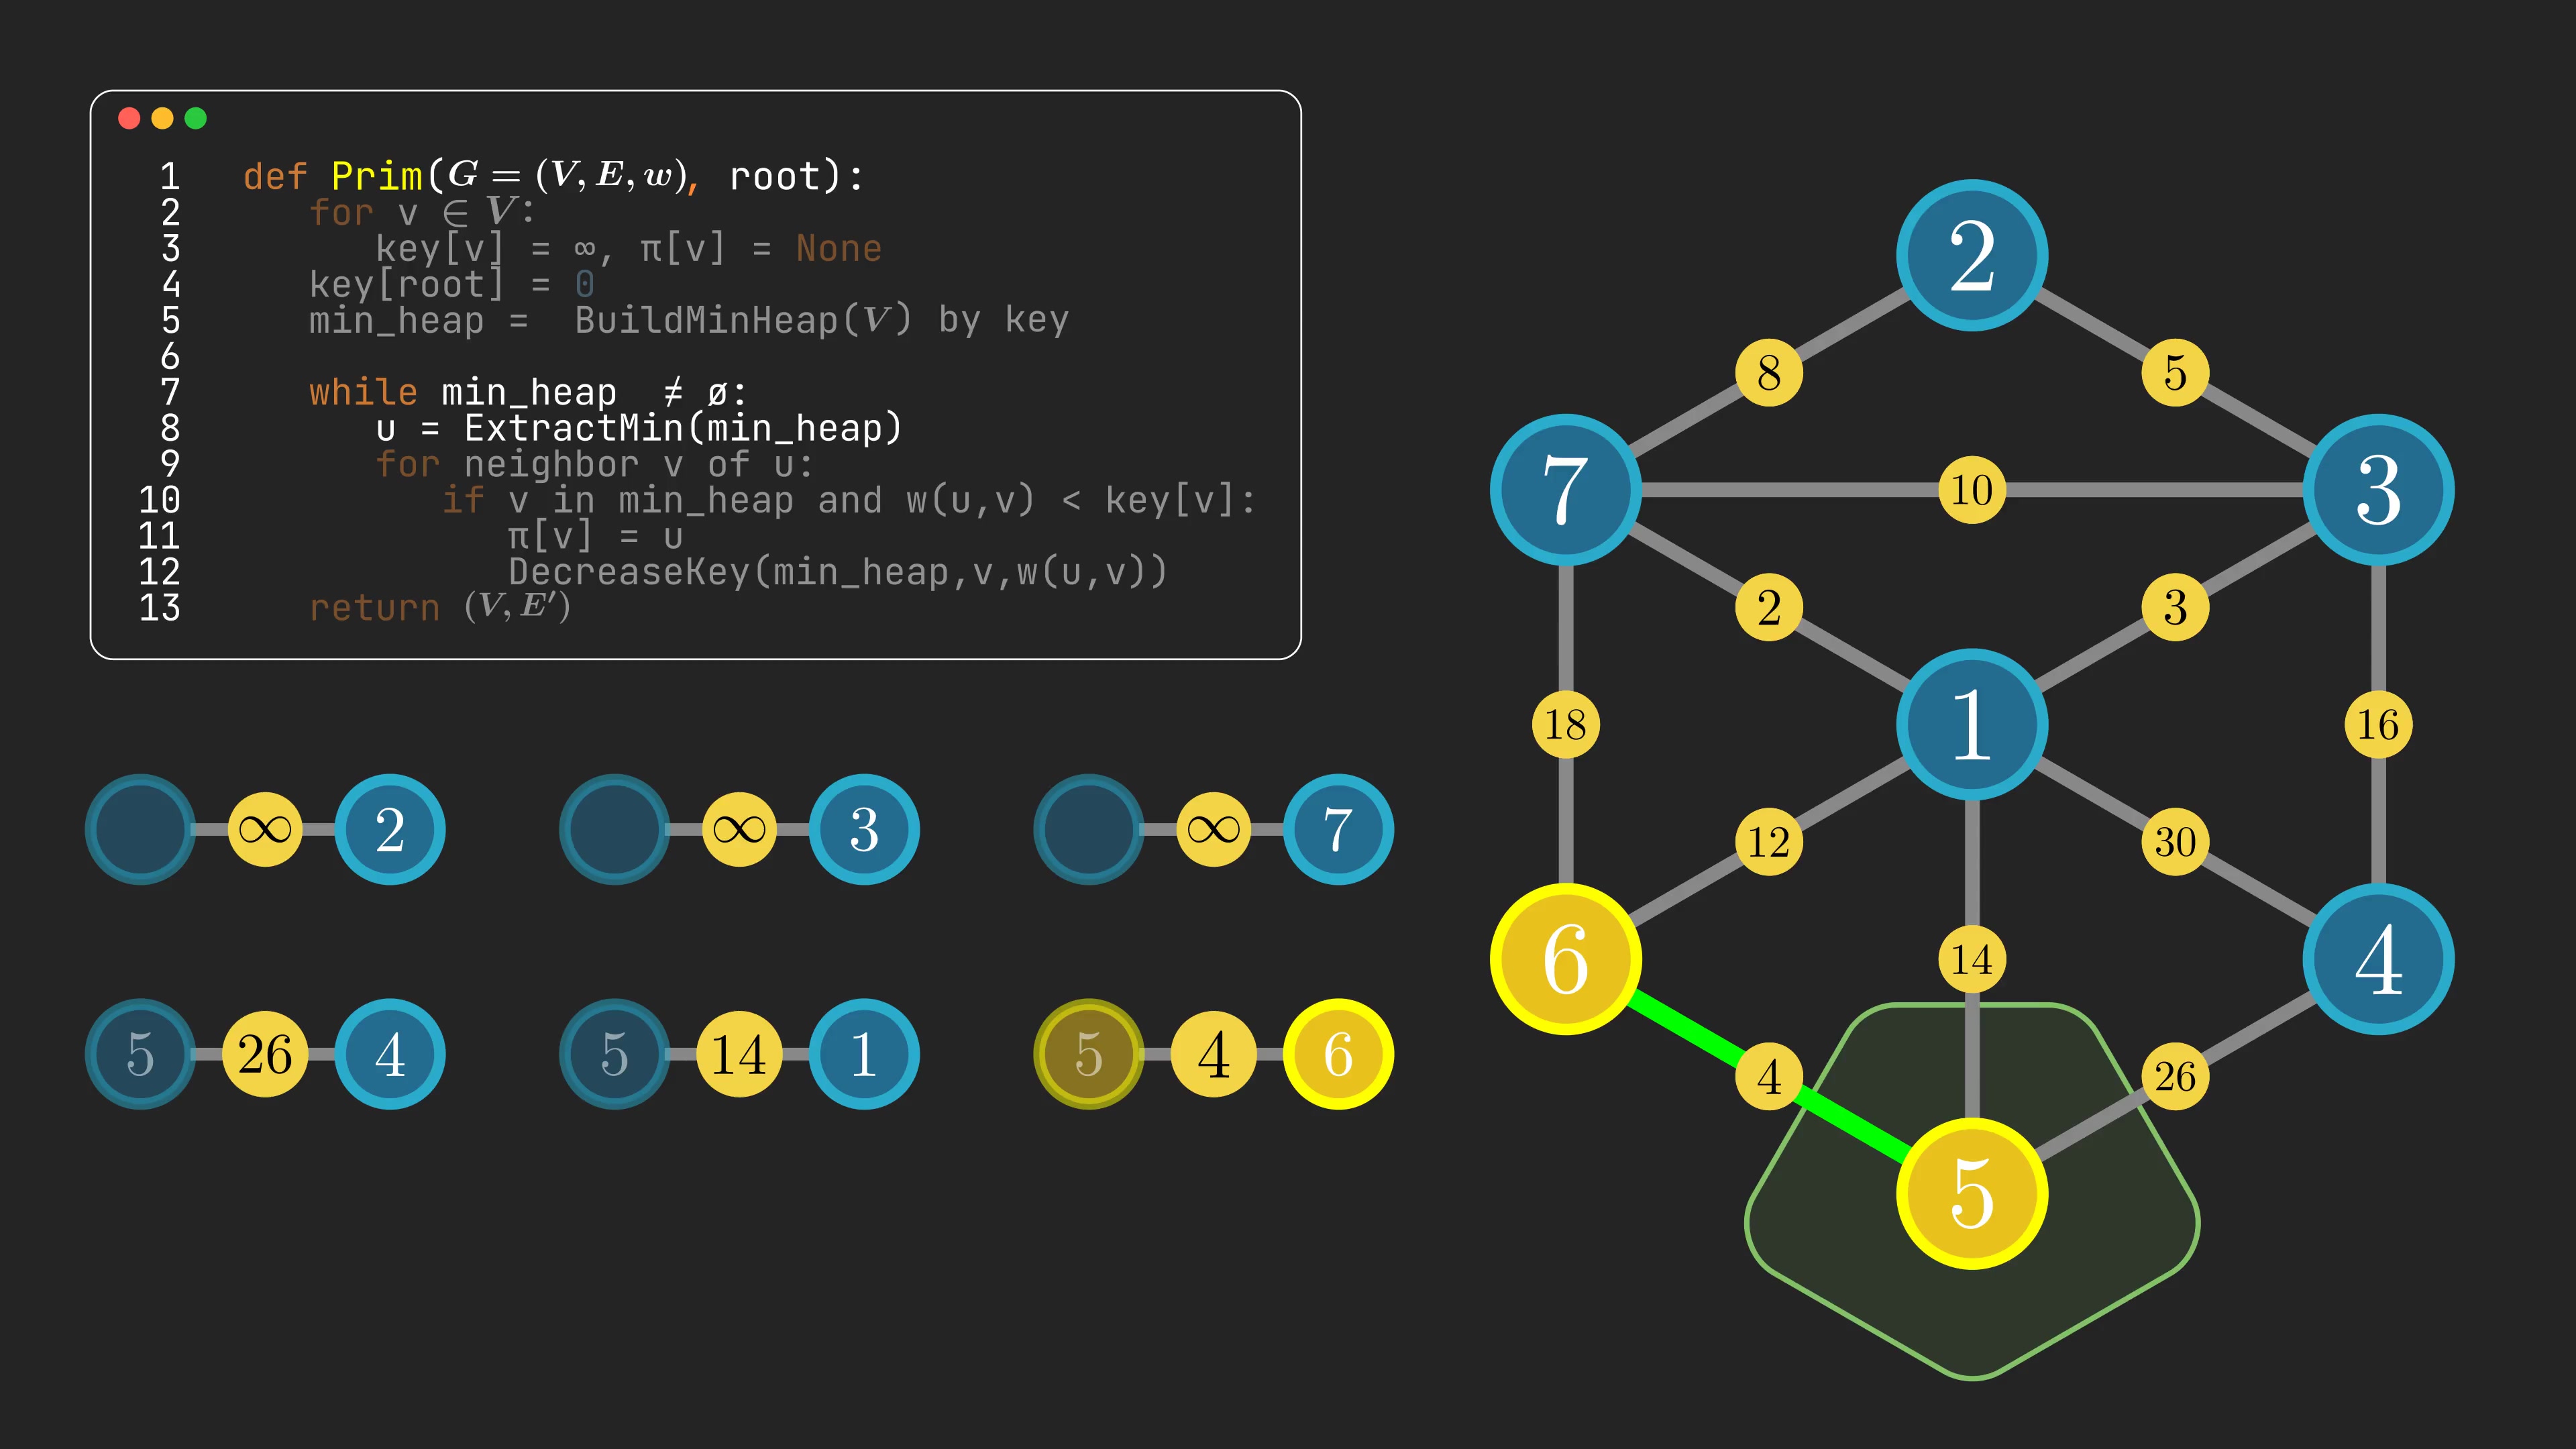 1 def Prim(G = (V, E, w), root):
2 for v ∈ V:
3 key[v] = ∞, π[v] = None
4 key[root] = 0
5 min_heap = BuildMinHeap(V) by key
6
7 while min_heap ≠ ø:
8 u = ExtractMin(min_heap)
9 for neighbor v of u:
10 if v in min_heap and w(u,v) < key[v]:
11 π[v] = u
12 DecreaseKey(min_heap,v,w(u,v))
13 return (V, E′)
∞ 2
∞ 3
∞ 7
5 26 4
5 14 1
5 4 6
2
8 5
7 10 3
2 3
18 1 16
12 30
6 14 4
4 26
5